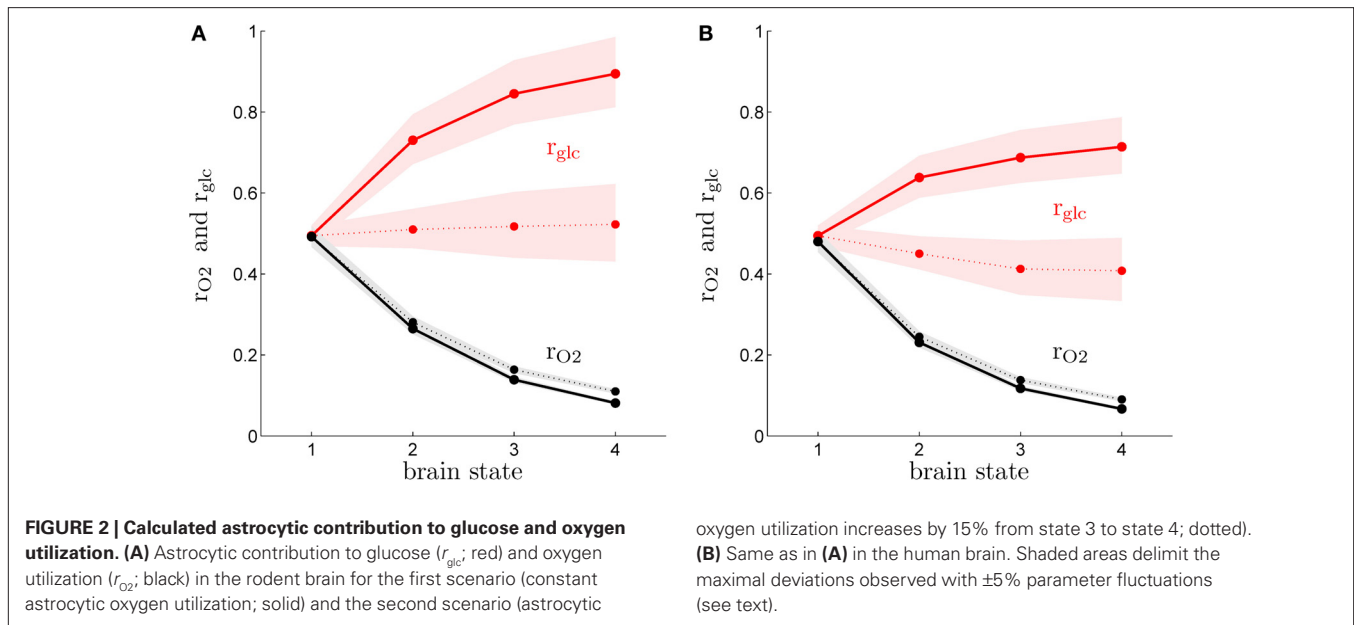 A
1
0.8
0.6
0.4
0.2
0
r_O2 and r_glc
r_glc
r_O2
1 2 3 4
brain state
B
1
0.8
0.6
0.4
0.2
0
r_O2 and r_glc
r_glc
r_O2
1 2 3 4
brain state
FIGURE 2 | Calculated astrocytic contribution to glucose and oxygen
utilization. (A) Astrocytic contribution to glucose (r_glc; red) and oxygen
utilization (r_O2; black) in the rodent brain for the first scenario (constant
astrocytic oxygen utilization; solid) and the second scenario (astrocytic
oxygen utilization increases by 15% from state 3 to state 4; dotted).
(B) Same as in (A) in the human brain. Shaded areas delimit the
maximal deviations observed with ±5% parameter fluctuations
(see text).